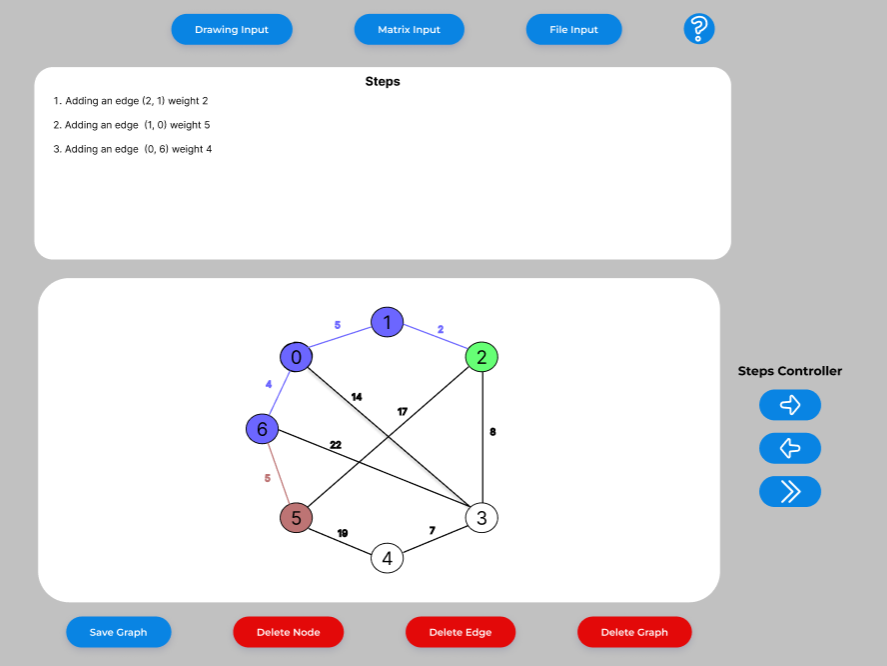 Drawing Input
Matrix Input
File Input
?
Steps
1. Adding an edge (2, 1) weight 2
2. Adding an edge  (1, 0) weight 5
3. Adding an edge  (0, 6) weight 4
1
5
2
0
2
4
14
17
Steps Controller
6
22
8
5
5
3
19
7
4
Save Graph
Delete Node
Delete Edge
Delete Graph